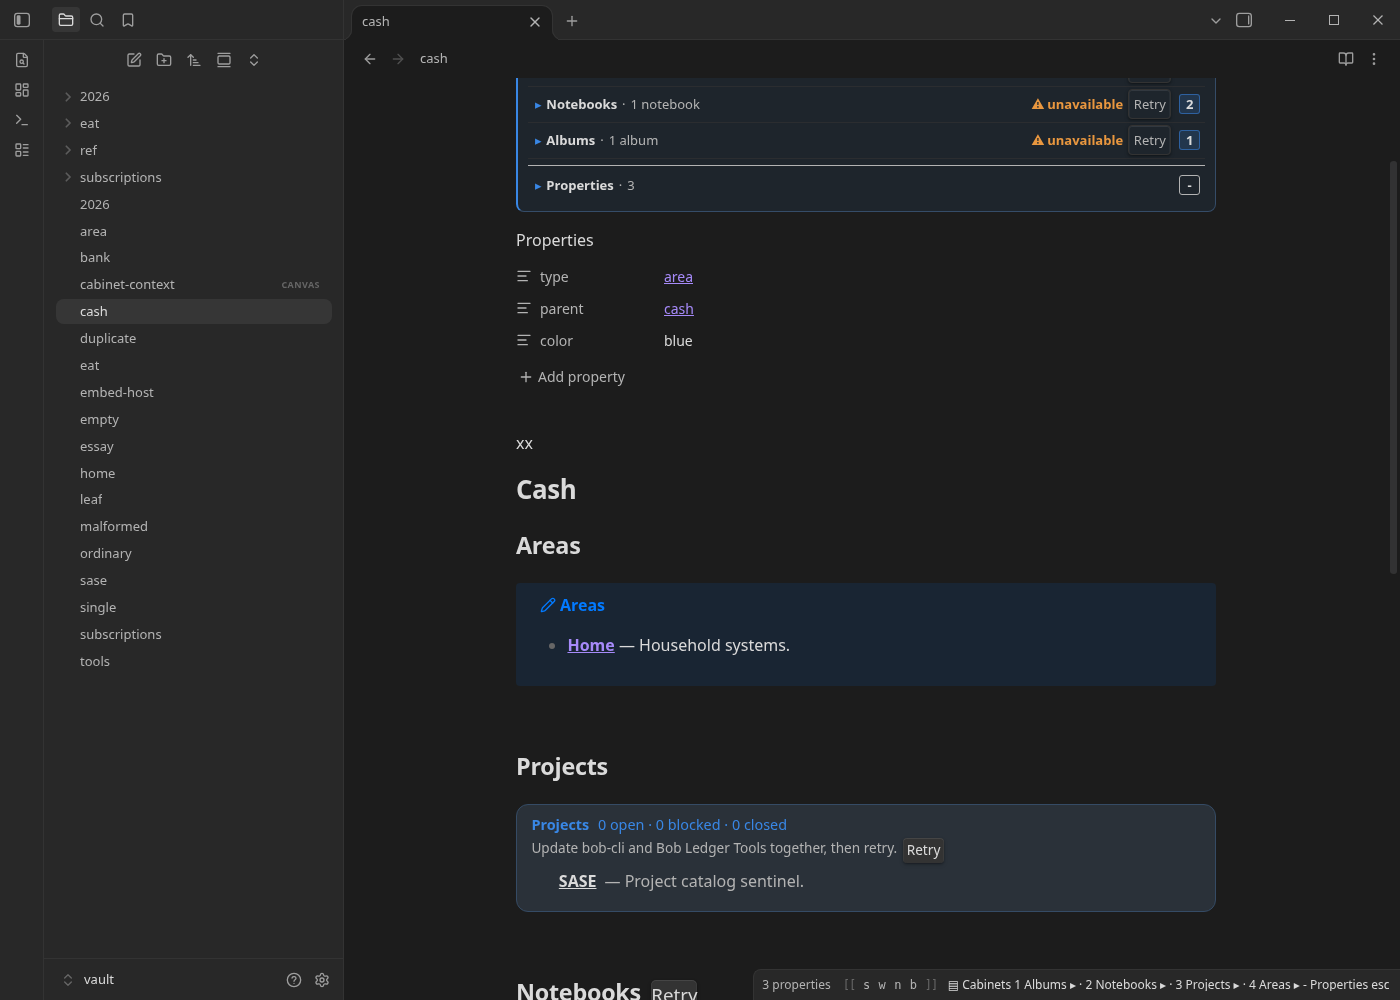 cash
cash
2026
eat
ref
subscriptions
2026
area
bank
cabinet-context CANVAS
cash
duplicate
eat
embed-host
empty
essay
home
leaf
malformed
ordinary
sase
single
subscriptions
tools
vault
▸ Notebooks · 1 notebook ⚠ unavailable Retry 2
▸ Albums · 1 album ⚠ unavailable Retry 1
▸ Properties · 3 -
Properties
type area
parent cash
color blue
+ Add property
xx
Cash
Areas
Areas
• Home — Household systems.
Projects
Projects 0 open · 0 blocked · 0 closed
Update bob-cli and Bob Ledger Tools together, then retry. Retry
SASE — Project catalog sentinel.
Notebooks Retry
3 properties [[ s w n b ]] ▤ Cabinets 1 Albums ▸ · 2 Notebooks ▸ · 3 Projects ▸ · 4 Areas ▸ - Properties esc